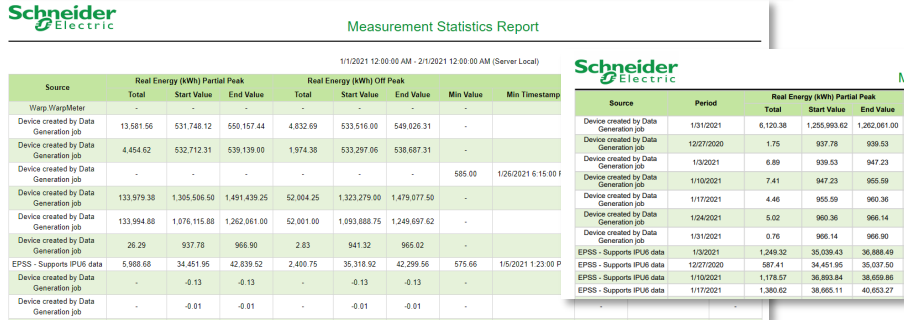 Schneider
Electric
Measurement Statistics Report
1/1/2021 12:00:00 AM - 2/1/2021 12:00:00 AM (Server Local)
Source Real Energy (kWh) Partial Peak Real Energy (kWh) Off Peak
Total Start Value End Value Total Start Value End Value Min Value Min Timestamp
Warp.WarpMeter - - - - - - -
Device created by Data
Generation job 13,581.56 531,748.12 550,157.44 4,832.69 533,516.00 549,026.31 -
Device created by Data
Generation job 4,454.62 532,712.31 539,139.00 1,974.38 533,297.06 538,687.31 -
Device created by Data
Generation job - - - - - - 585.00 1/26/2021 6:15:00
Device created by Data
Generation job 133,979.38 1,305,506.50 1,491,439.25 52,004.25 1,323,279.00 1,479,077.50 -
Device created by Data
Generation job 133,994.88 1,076,115.88 1,262,061.00 52,001.00 1,093,888.75 1,249,697.62 -
Device created by Data
Generation job 26.29 937.78 966.90 2.83 941.32 965.02 -
EPSS - Supports IPU6 data 5,988.68 34,451.95 42,839.52 2,400.75 35,318.92 42,299.56 575.66 1/5/2021 1:23:00
Device created by Data
Generation job - -0.13 -0.13 - -0.13 -0.13 -
Device created by Data
Generation job - -0.01 -0.01 - -0.01 -0.01 - - -
Schneider
Electric
M
Source Period Real Energy (kWh) Partial Peak
Total Start Value End Value
Device created by Data
Generation job 1/31/2021 6,120.38 1,255,993.62 1,262,061.00
Device created by Data
Generation job 12/27/2020 1.75 937.78 939.53
Device created by Data
Generation job 1/3/2021 6.89 939.53 947.23
Device created by Data
Generation job 1/10/2021 7.41 947.23 955.59
Device created by Data
Generation job 1/17/2021 4.46 955.59 960.36
Device created by Data
Generation job 1/24/2021 5.02 960.36 966.14
Device created by Data
Generation job 1/31/2021 0.76 966.14 966.90
EPSS - Supports IPU6 data 1/3/2021 1,249.32 35,039.43 36,888.49
EPSS - Supports IPU6 data 12/27/2020 587.41 34,451.95 35,037.50
EPSS - Supports IPU6 data 1/10/2021 1,178.57 36,893.84 38,659.86
EPSS - Supports IPU6 data 1/17/2021 1,380.62 38,665.11 40,653.27